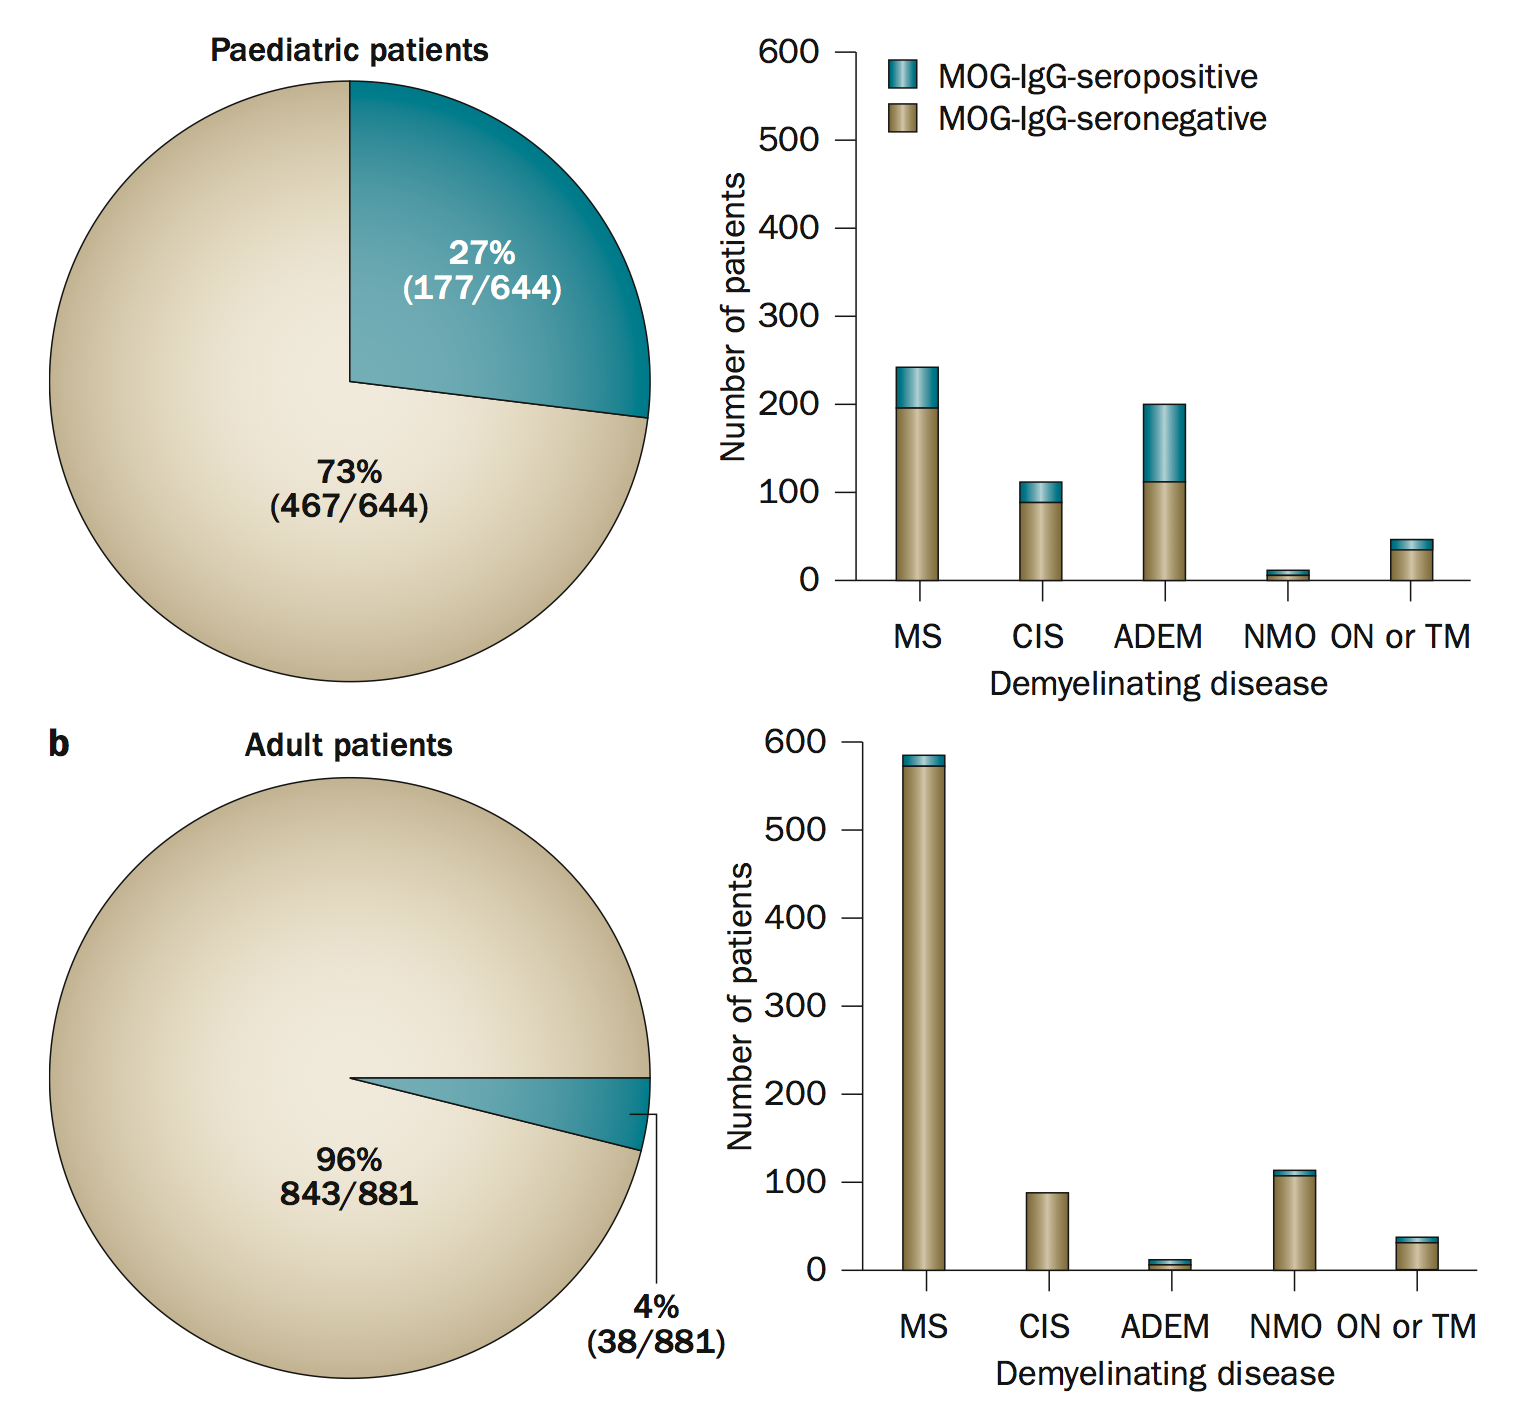 Paediatric patients
27%
(177/644)
73%
(467/644)
600
500
400
300
200
100
0
Number of patients
MOG-IgG-seropositive
MOG-IgG-seronegative
MS
CIS
ADEM
NMO
ON or TM
Demyelinating disease
b
Adult patients
96%
843/881
4%
(38/881)
600
500
400
300
200
100
0
Number of patients
MS
CIS
ADEM
NMO
ON or TM
Demyelinating disease